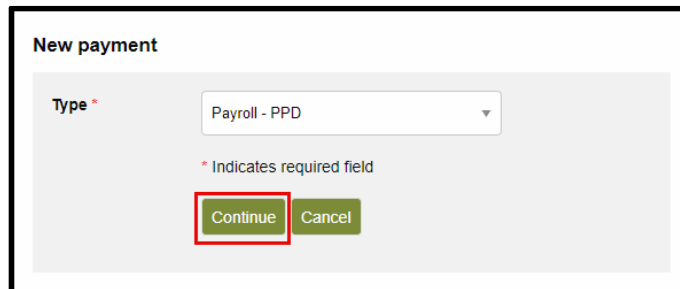 New payment
Type *
Payroll - PPD
* Indicates required field
Continue Cancel